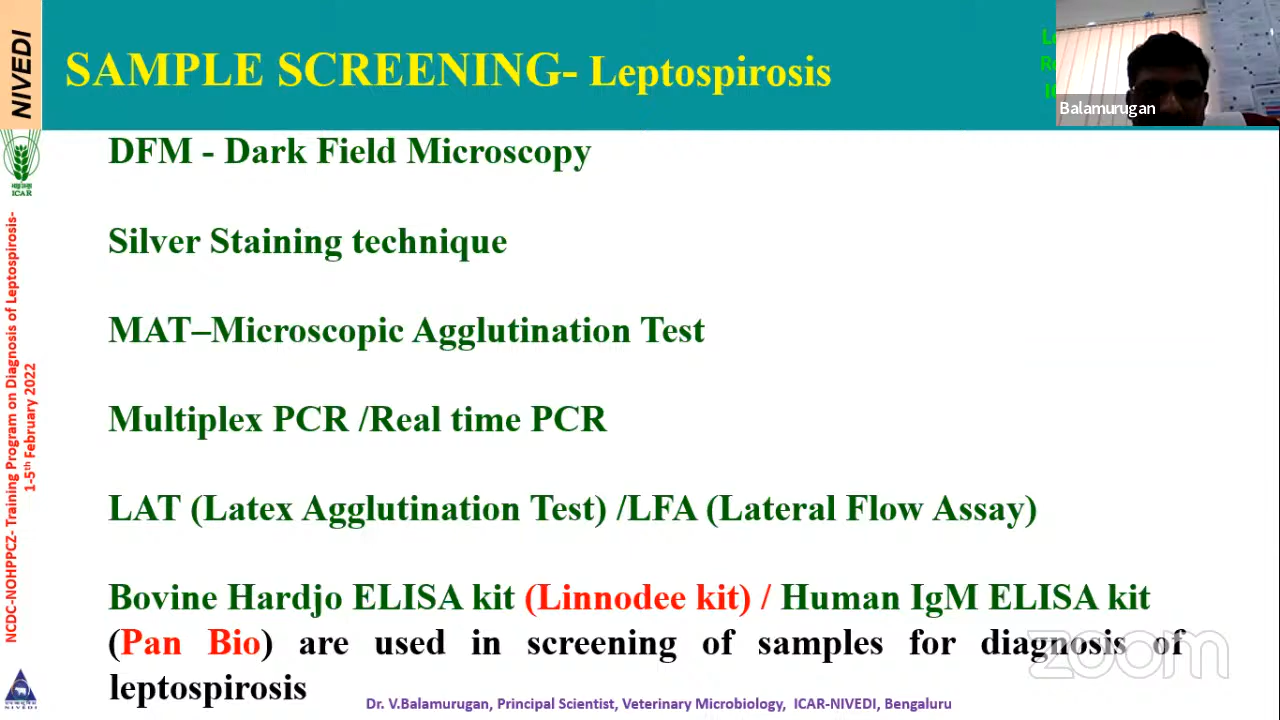 SAMPLE SCREENING- Leptospirosis
Balamurugan
NIVEDI
ICAR
DFM - Dark Field Microscopy
Silver Staining technique
MAT–Microscopic Agglutination Test
Multiplex PCR /Real time PCR
LAT (Latex Agglutination Test) /LFA (Lateral Flow Assay)
Bovine Hardjo ELISA kit (Linnodee kit) / Human IgM ELISA kit
(Pan Bio) are used in screening of samples for diagnosis of
leptospirosis
zoom
NCDC-NOHPPCZ- Training Program on Diagnosis of Leptospirosis-
1-5th February 2022
NIVEDI
Dr. V.Balamurugan, Principal Scientist, Veterinary Microbiology, ICAR-NIVEDI, Bengaluru